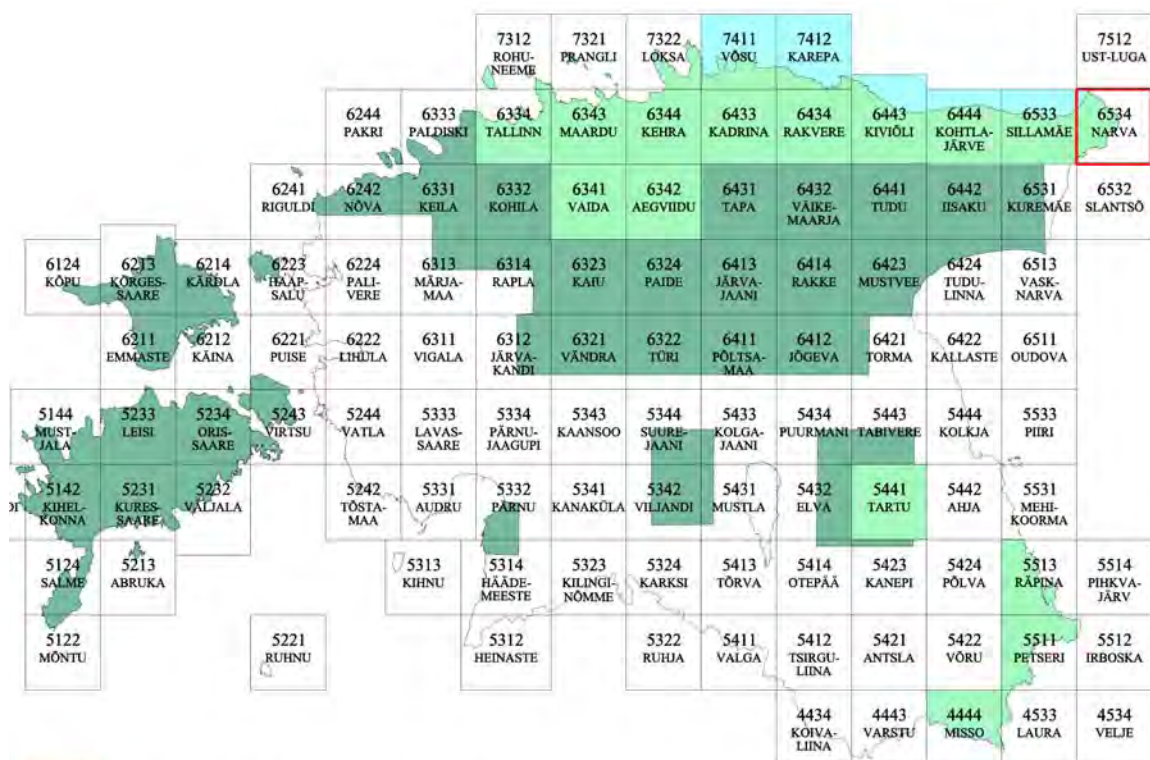 7312
ROHU-
NEEME
7321
PRANGLI
7322
LOKSA
7411
VÕSU
7412
KAREPA
7512
UST-LUGA
6244
PAKRI
6333
PALDISKI
6334
TALLINN
6343
MAARDU
6344
KEHRA
6433
KADRINA
6434
RAKVERE
6443
KIVIÕLI
6444
KOHTLA-
JÄRVE
6533
SILLAMÄE
6534
NARVA
6241
RIGULDI
6242
NÕVA
6331
KEILA
6332
KOHILA
6341
VAIDA
6342
AEGVIIDU
6431
TAPA
6432
VÄIKE-
MAARJA
6441
TUDU
6442
IISAKU
6531
KUREMÄE
6532
SLANTSÕ
6124
KÕPU
6213
KÕRGES-
SAARE
6214
KÄRDLA
6223
HAAP-
SALU
6224
PALI-
VERE
6313
MÄRJA-
MAA
6314
RAPLA
6323
KAIU
6324
PAIDE
6413
JÄRVA-
JAANI
6414
RAKKE
6423
MUSTVEE
6424
TUDU-
LINNA
6513
VASK-
NARVA
6211
EMMASTE
6212
KÄINA
6221
PUISE
6222
LIHULA
6311
VIGALA
6312
JÄRVA-
KANDI
6321
VÄNDRA
6322
TÜRI
6411
PÕLTSA-
MAA
6412
JÕGEVA
6421
TORMA
6422
KALLASTE
6511
OUDOVA
5144
MUST-
JALA
5233
LEISI
5234
ORIS-
SAARE
5243
VIRTSU
5244
VATLA
5333
LAVAS-
SAARE
5334
PÄRNU-
JAAGUPI
5343
KAANSOO
5344
SUURE-
JAANI
5433
KOLGA-
JAANI
5434
PUURMANI
5443
TABIVERE
5444
KOLKJA
5533
PIIRI
5142
KIHEL-
KONNA
5231
KURES-
SAARE
5232
VÄLJALA
5242
TÕSTA-
MAA
5331
AUDRU
5332
PÄRNU
5341
KANAKÜLA
5342
VILJANDI
5431
MUSTLA
5432
ELVA
5441
TARTU
5442
AHJA
5531
MEHI-
KOORMA
5124
SALME
5213
ABRUKA
5313
KIHNU
5314
HÄÄDE-
MEESTE
5323
KILINGI-
NÕMME
5324
KARKSI
5413
TÕRVA
5414
OTEPÄÄ
5423
KANEPI
5424
PÕLVA
5513
RÄPINA
5514
PIHKVA-
JÄRV
5122
MÕNTU
5221
RUHNU
5312
HEINASTE
5322
RUHJA
5411
VALGA
5412
TSIRGU-
LIINA
5421
ANTSLA
5422
VÕRU
5511
PETSERI
5512
IRBOSKA
4434
KOIVA-
LIINA
4443
VARSTU
4444
MISSO
4533
LAURA
4534
VELJE